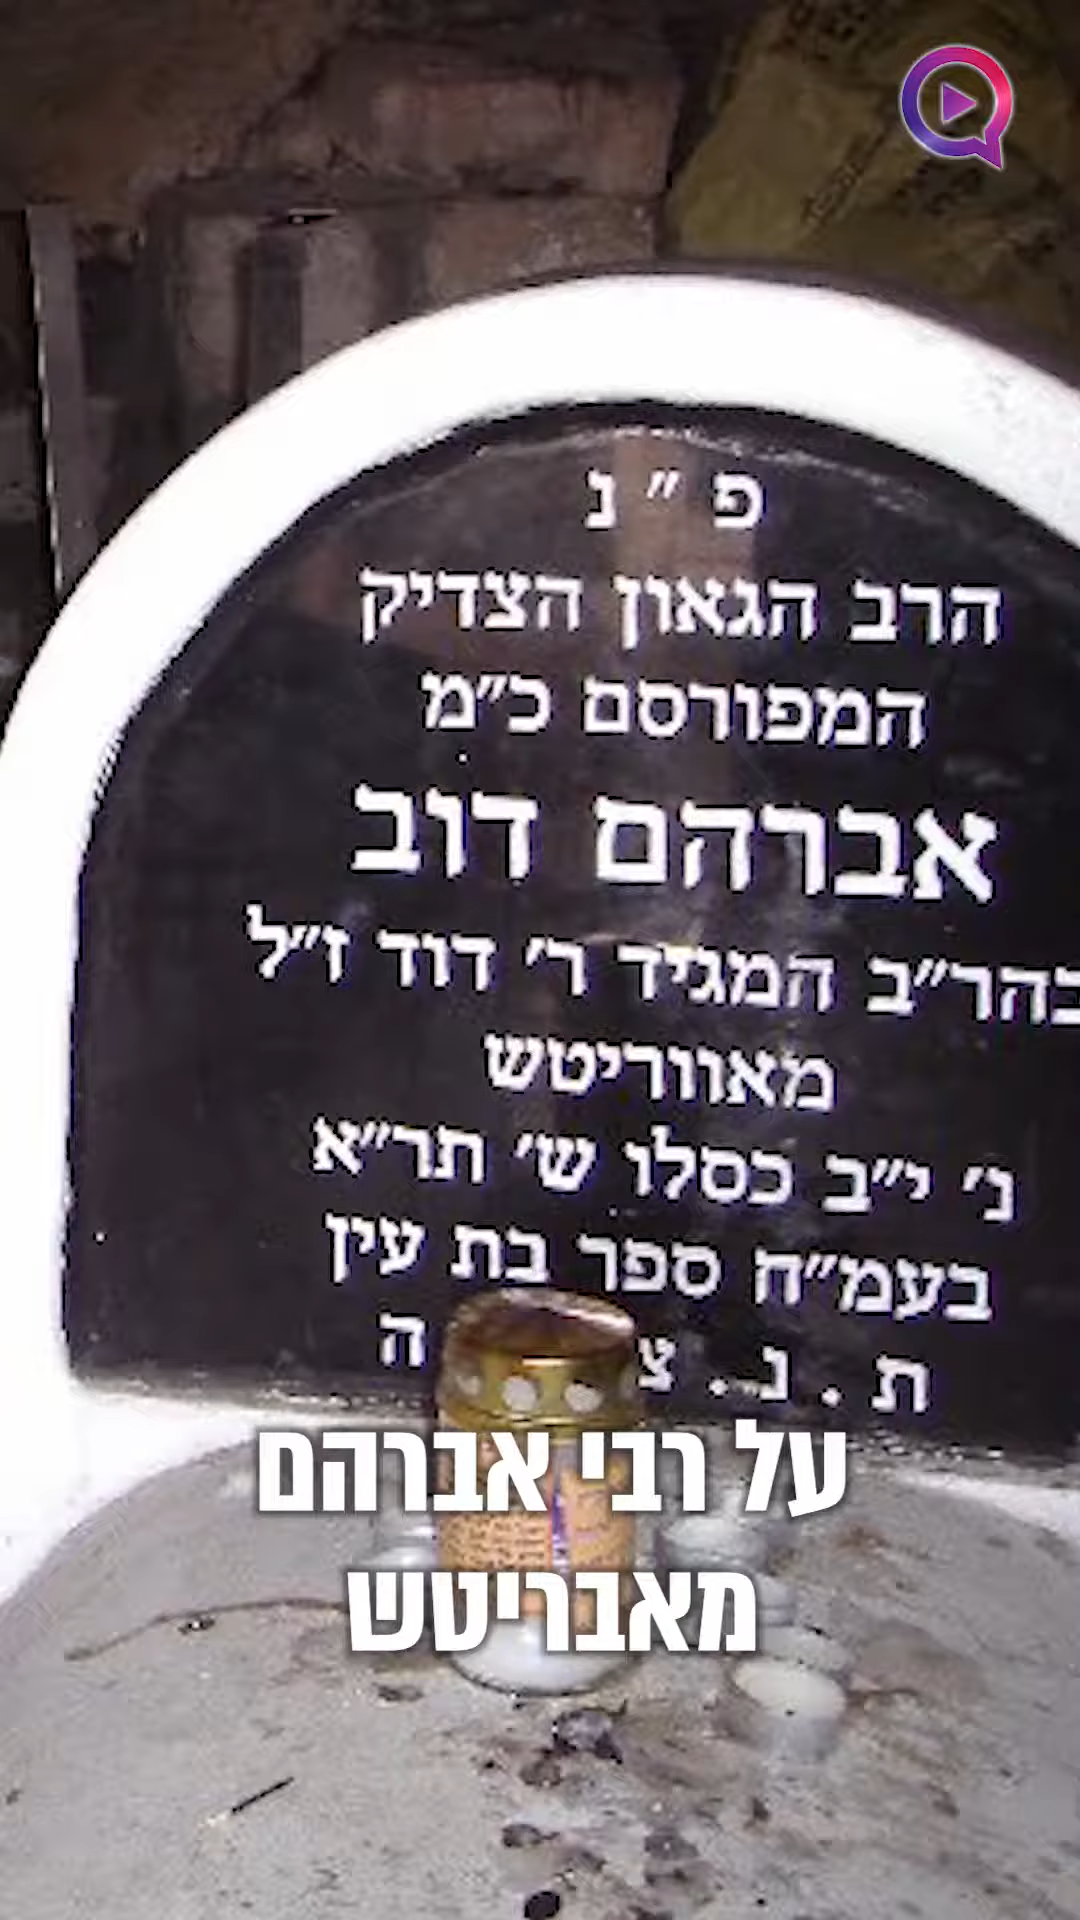 פ״נ
הרב הגאון הצדיק
המפורסם כ״מ
אברהם דוב
בהר״ב המגיד ר׳ דוד ז״ל
מאווריטש
נ׳ י״ב כסלו ש׳ תר״א
בעמ״ח ספר בת עין
ת . נ . צ ה
על רבי אברהם
מאבריטש